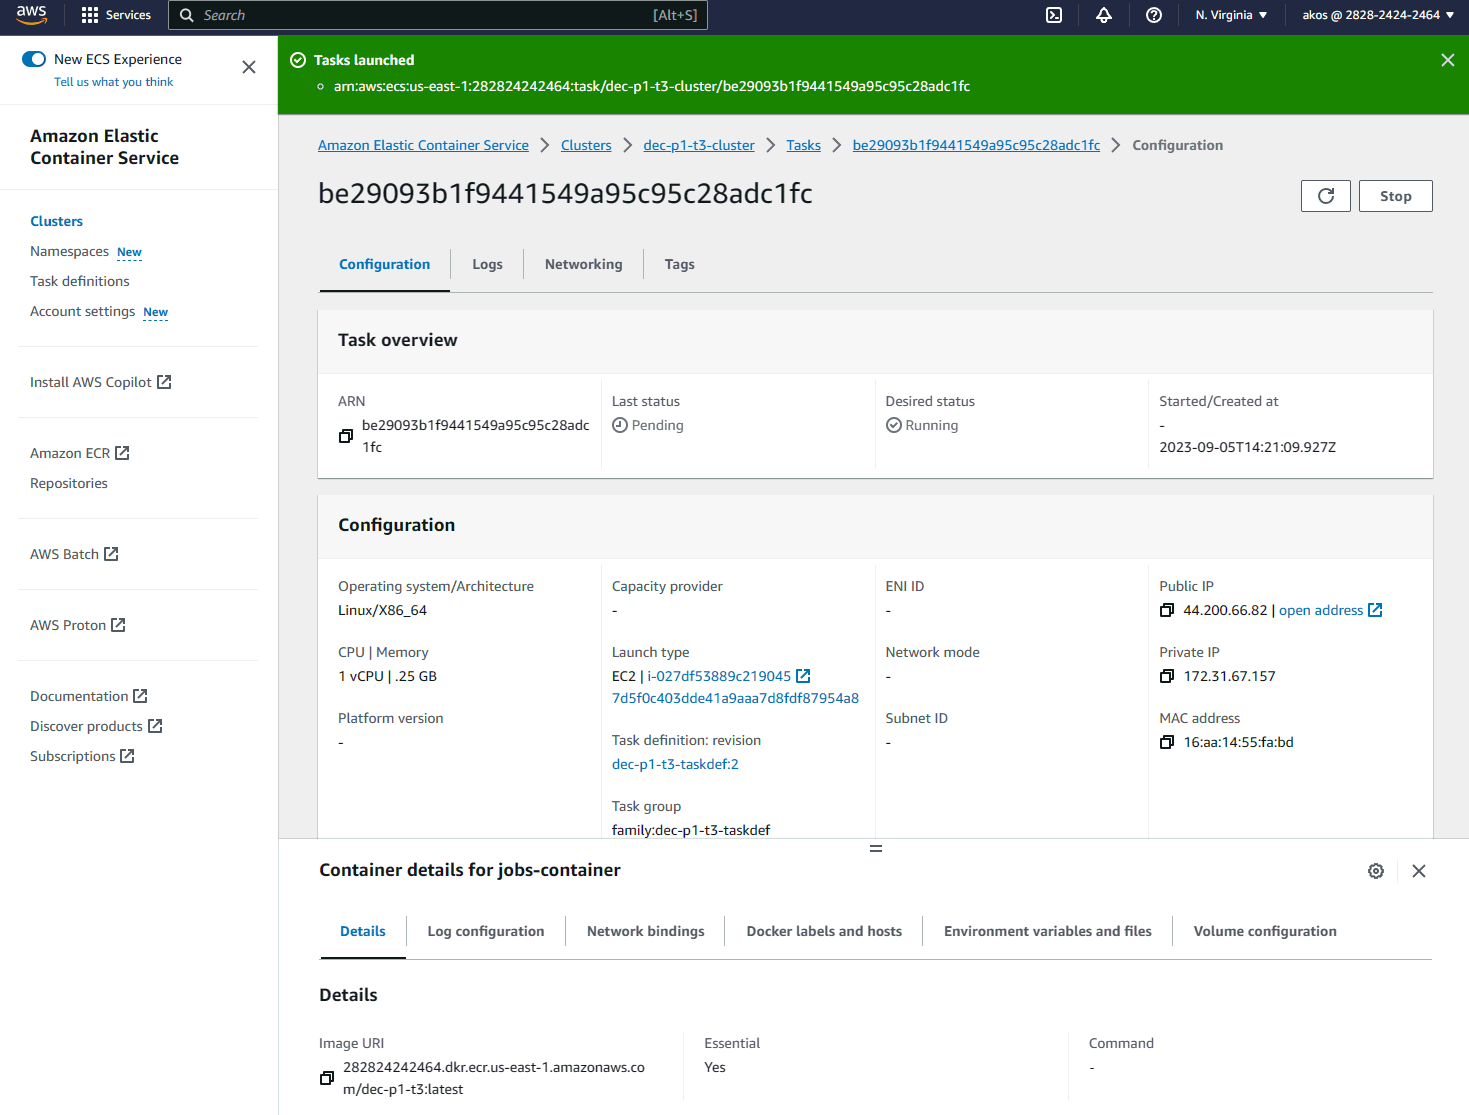 aws
Services
Search
[Alt+S]
N. Virginia
akos @ 2828-2424-2464
New ECS Experience
Tell us what you think
Amazon Elastic
Container Service
Clusters
Namespaces New
Task definitions
Account settings New
Install AWS Copilot
Amazon ECR
Repositories
AWS Batch
AWS Proton
Documentation
Discover products
Subscriptions
Tasks launched
arn:aws:ecs:us-east-1:282824242464:task/dec-p1-t3-cluster/be29093b1f9441549a95c95c28adc1fc
Amazon Elastic Container Service > Clusters > dec-p1-t3-cluster > Tasks > be29093b1f9441549a95c95c28adc1fc > Configuration
be29093b1f9441549a95c95c28adc1fc
Stop
Configuration
Logs
Networking
Tags
Task overview
ARN
be29093b1f9441549a95c95c28adc
1fc
Last status
Pending
Desired status
Running
Started/Created at
-
2023-09-05T14:21:09.927Z
Configuration
Operating system/Architecture
Linux/X86_64
CPU | Memory
1 vCPU | .25 GB
Platform version
-
Capacity provider
-
Launch type
EC2 | i-027df53889c219045
7d5f0c403dde41a9aaa7d8fdf87954a8
Task definition: revision
dec-p1-t3-taskdef:2
Task group
family:dec-p1-t3-taskdef
ENI ID
-
Network mode
-
Subnet ID
-
Public IP
44.200.66.82 | open address
Private IP
172.31.67.157
MAC address
16:aa:14:55:fa:bd
Container details for jobs-container
Details
Log configuration
Network bindings
Docker labels and hosts
Environment variables and files
Volume configuration
Details
Image URI
282824242464.dkr.ecr.us-east-1.amazonaws.co
m/dec-p1-t3:latest
Essential
Yes
Command
-